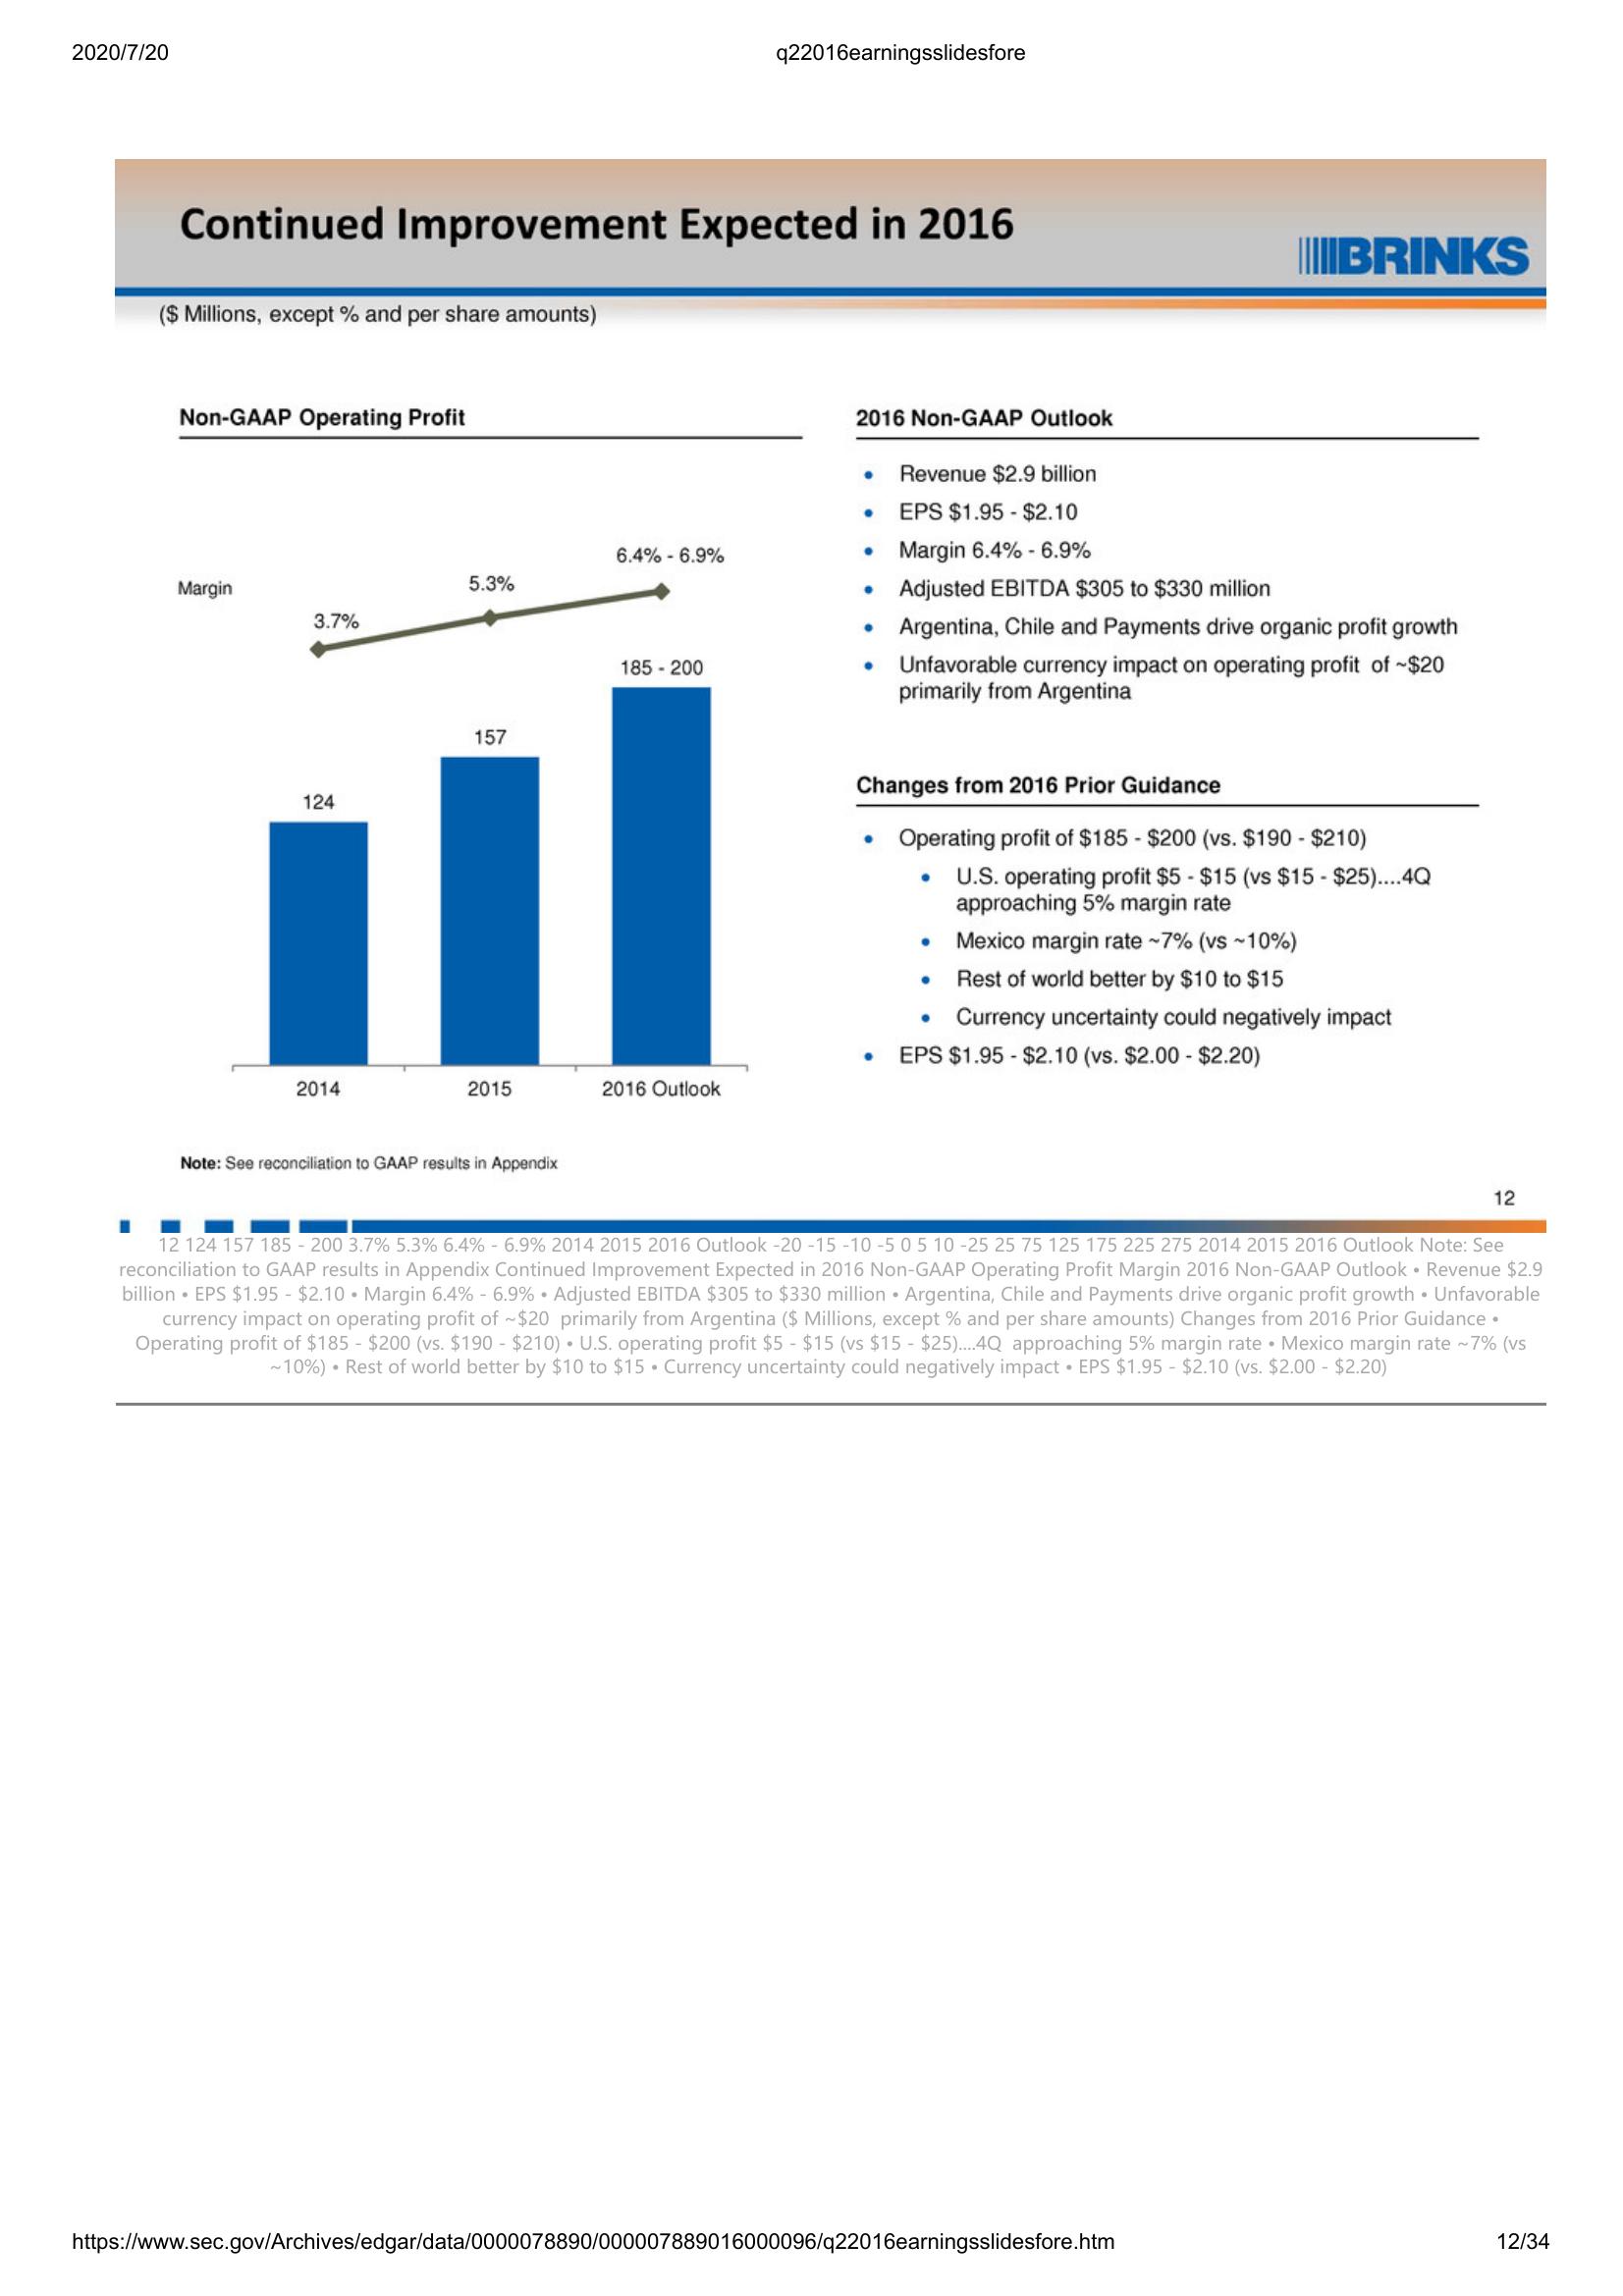 2020/7/20 q22016earningsslidesfore
Continued Improvement Expected in 2016
BRINKS
($ Millions, except % and per share amounts)
Non-GAAP Operating Profit
Margin
3.7%
5.3%
6.4% - 6.9%
124
157
185 - 200
2014 2015 2016 Outlook
2016 Non-GAAP Outlook
• Revenue $2.9 billion
• EPS $1.95 - $2.10
• Margin 6.4% - 6.9%
• Adjusted EBITDA $305 to $330 million
• Argentina, Chile and Payments drive organic profit growth
• Unfavorable currency impact on operating profit of ~$20
primarily from Argentina
Changes from 2016 Prior Guidance
• Operating profit of $185 - $200 (vs. $190 - $210)
• U.S. operating profit $5 - $15 (vs $15 - $25)....4Q
approaching 5% margin rate
• Mexico margin rate ~7% (vs ~10%)
• Rest of world better by $10 to $15
• Currency uncertainty could negatively impact
• EPS $1.95 - $2.10 (vs. $2.00 - $2.20)
Note: See reconciliation to GAAP results in Appendix
12
12 124 157 185 - 200 3.7% 5.3% 6.4% - 6.9% 2014 2015 2016 Outlook -20 -15 -10 -5 0 5 10 -25 25 75 125 175 225 275 2014 2015 2016 Outlook Note: See
reconciliation to GAAP results in Appendix Continued Improvement Expected in 2016 Non-GAAP Operating Profit Margin 2016 Non-GAAP Outlook • Revenue $2.9
billion • EPS $1.95 - $2.10 • Margin 6.4% - 6.9% • Adjusted EBITDA $305 to $330 million • Argentina, Chile and Payments drive organic profit growth • Unfavorable
currency impact on operating profit of ~$20 primarily from Argentina ($ Millions, except % and per share amounts) Changes from 2016 Prior Guidance •
Operating profit of $185 - $200 (vs. $190 - $210) • U.S. operating profit $5 - $15 (vs $15 - $25)....4Q approaching 5% margin rate • Mexico margin rate ~7% (vs
~10%) • Rest of world better by $10 to $15 • Currency uncertainty could negatively impact • EPS $1.95 - $2.10 (vs. $2.00 - $2.20)
https://www.sec.gov/Archives/edgar/data/0000078890/000007889016000096/q22016earningsslidesfore.htm 12/34